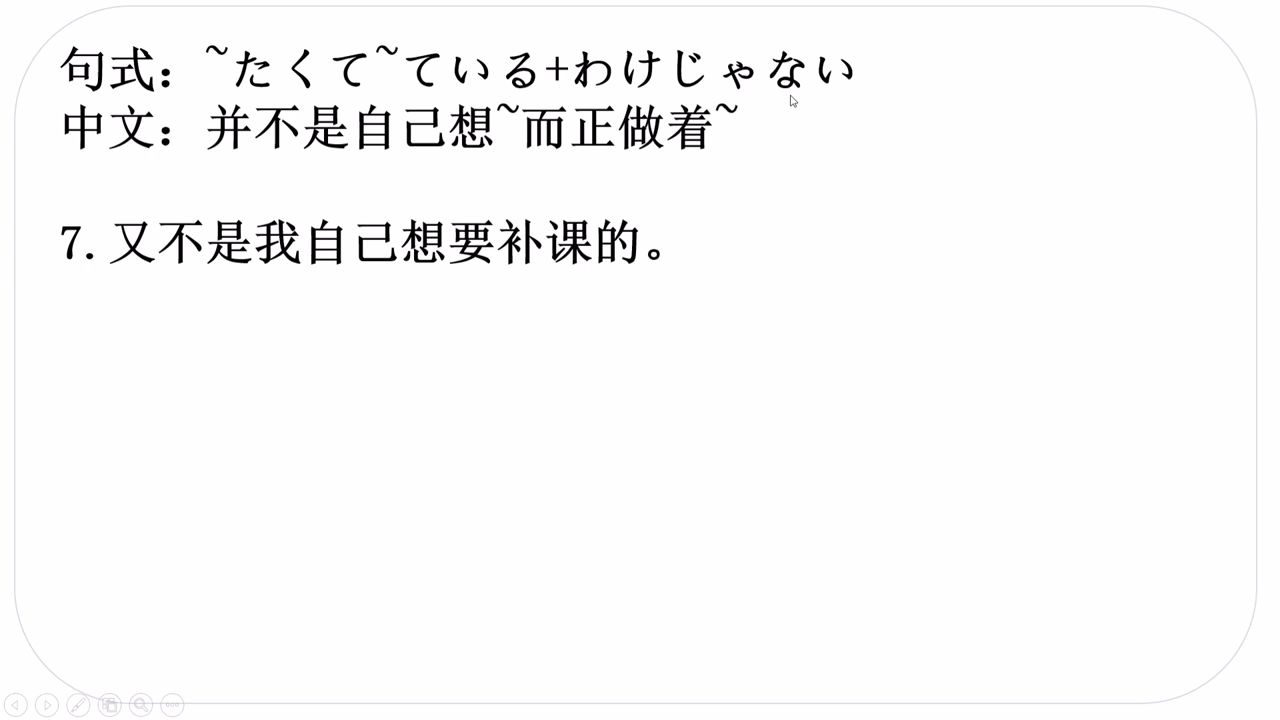 句式：~たくて~ている+わけじゃない
中文：并不是自己想~而正做着~
7. 又不是我自己想要补课的。